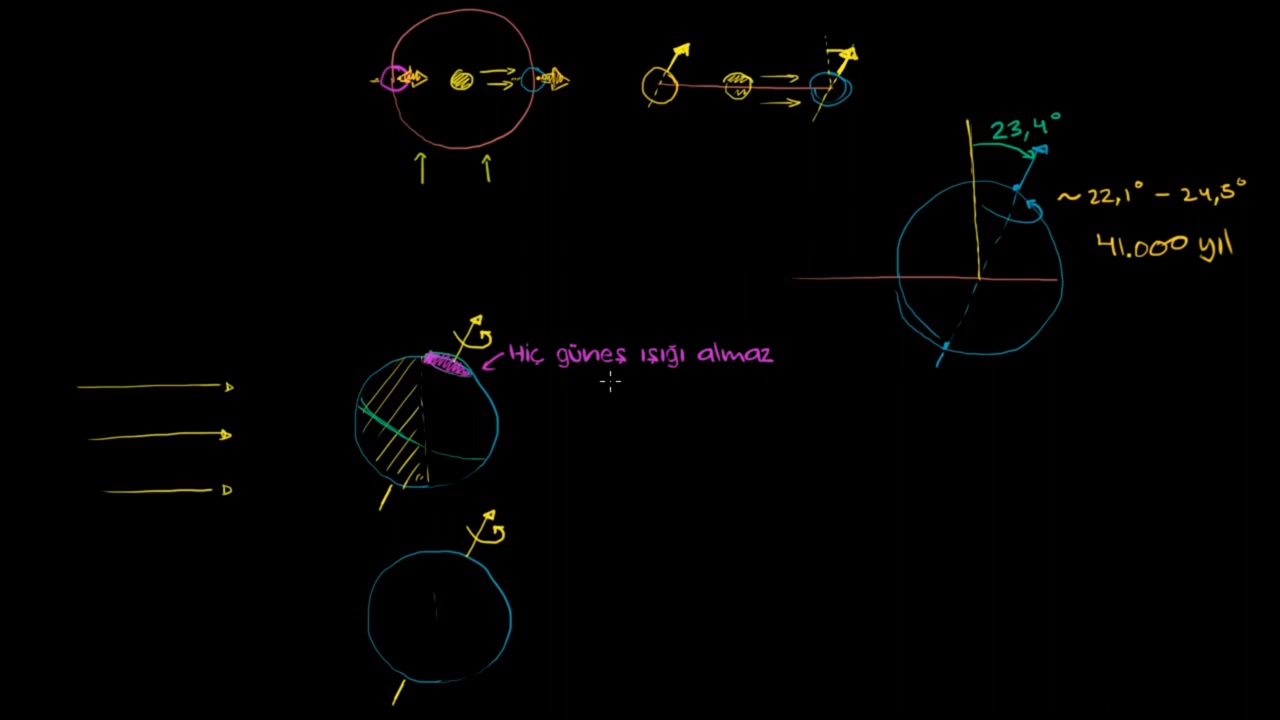 23,4°
~ 22,1° - 24,5°
41.000 yıl
Hiç güneş ışığı almaz